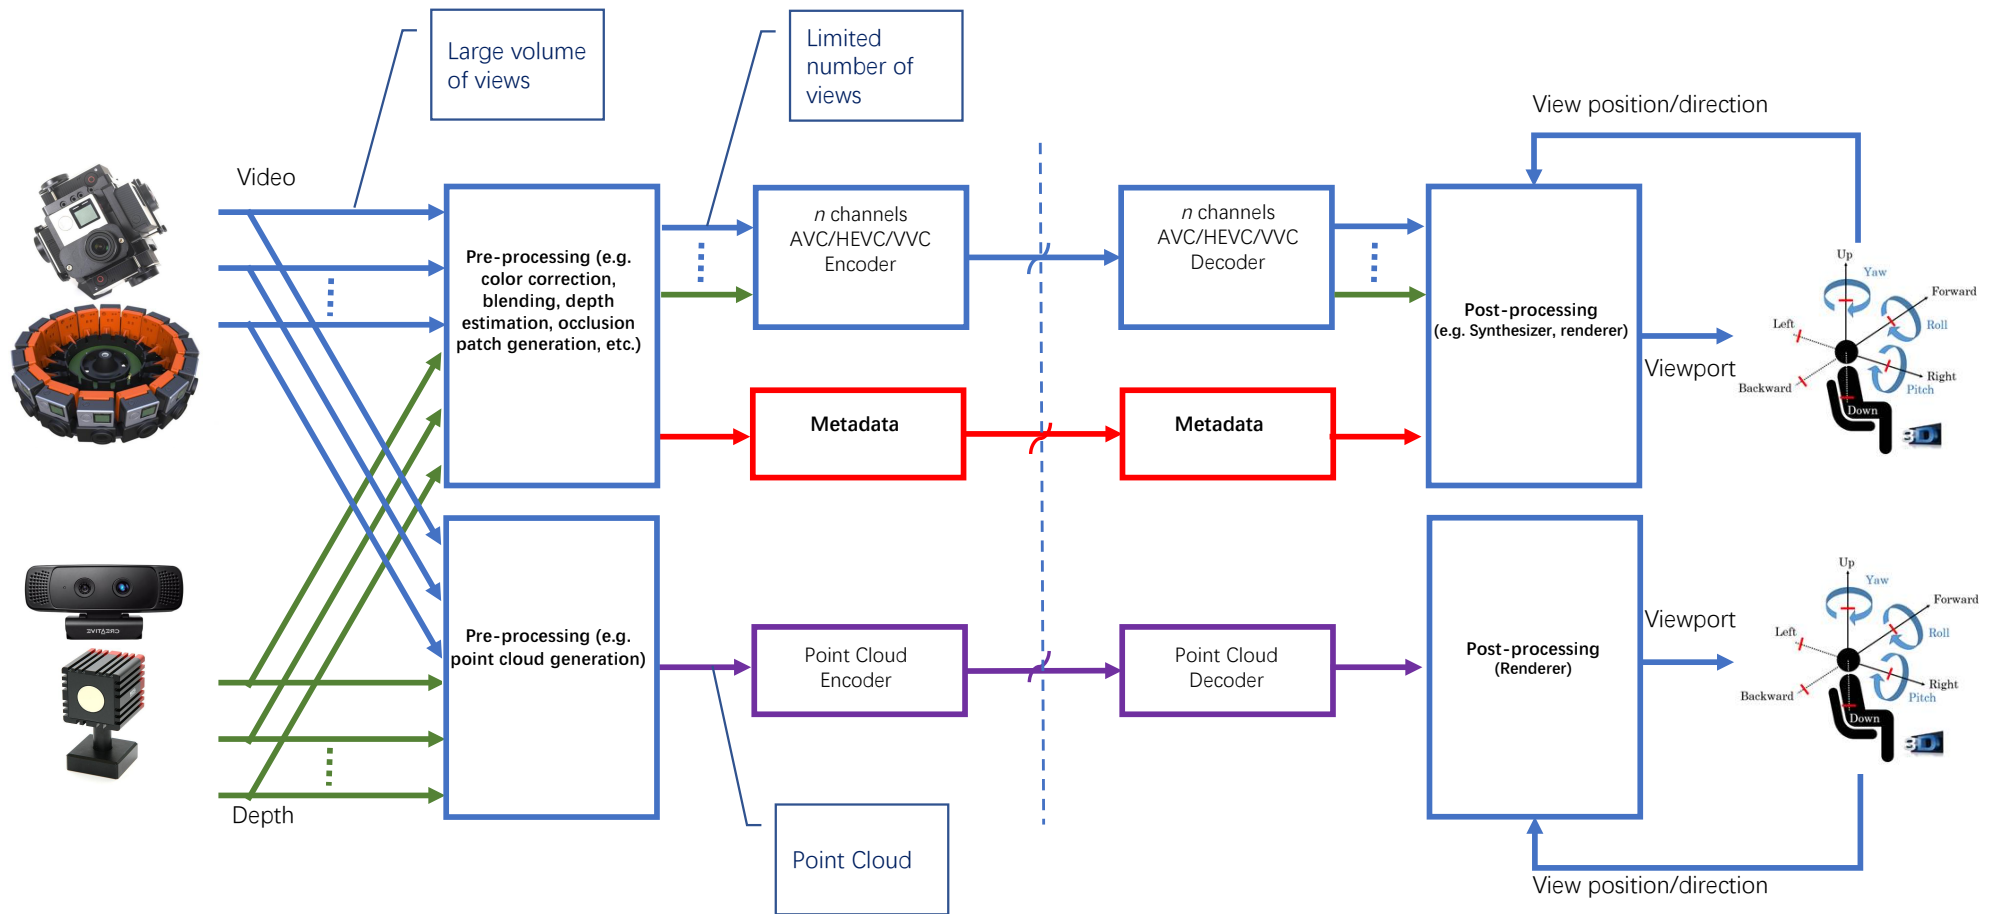 Large volume
of views
Limited
number of
views
View position/direction
Video
Pre-processing (e.g.
color correction,
blending, depth
estimation, occlusion
patch generation, etc.)
n channels
AVC/HEVC/VVC
Encoder
n channels
AVC/HEVC/VVC
Decoder
Post-processing
(e.g. Synthesizer, renderer)
Viewport
Up
Yaw
Forward
Roll
Left
Right
Pitch
Backward
Down
3D
Metadata
Metadata
Pre-processing (e.g.
point cloud generation)
Point Cloud
Encoder
Point Cloud
Decoder
Post-processing
(Renderer)
Viewport
Up
Yaw
Forward
Roll
Left
Right
Pitch
Backward
Down
3D
CREATIVE
Depth
Point Cloud
View position/direction